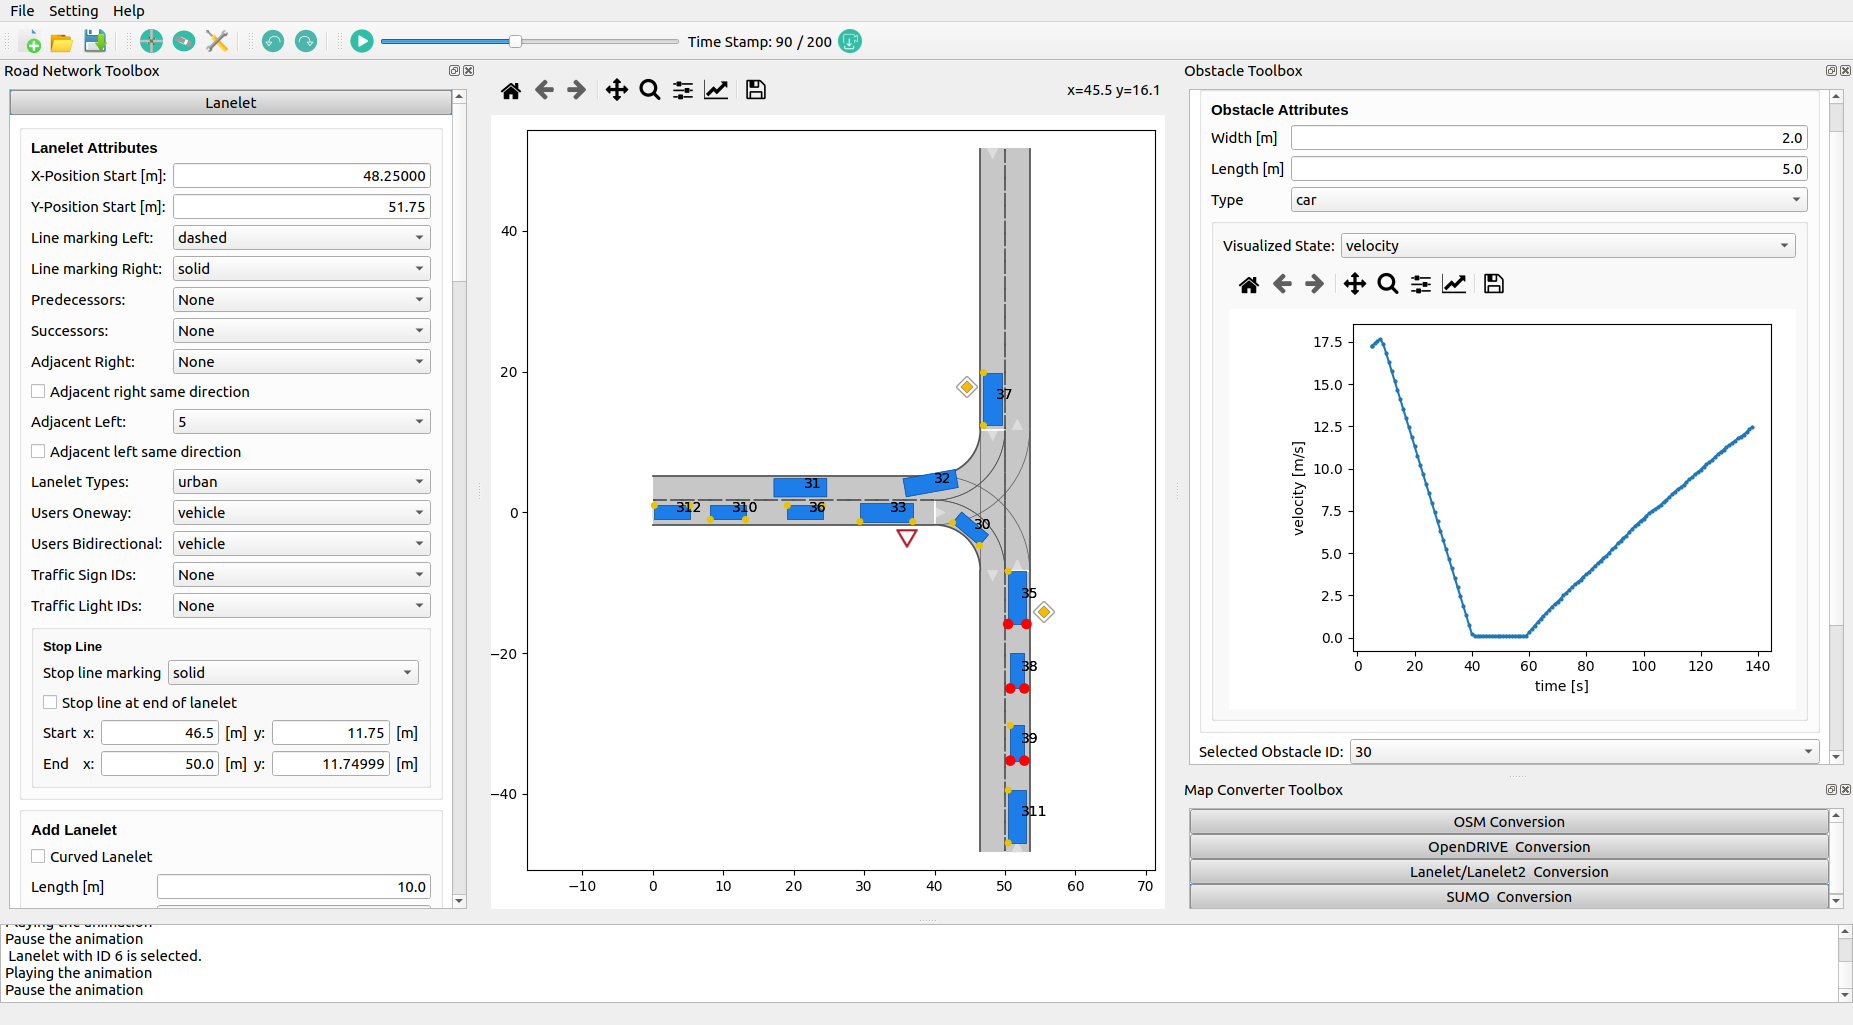 File Setting Help
Time Stamp: 90 / 200
Road Network Toolbox
Lanelet
Lanelet Attributes
X-Position Start [m]: 48.25000
Y-Position Start [m]: 51.75
Line marking Left: dashed
Line marking Right: solid
Predecessors: None
Successors: None
Adjacent Right: None
Adjacent right same direction
Adjacent Left: 5
Adjacent left same direction
Lanelet Types: urban
Users Oneway: vehicle
Users Bidirectional: vehicle
Traffic Sign IDs: None
Traffic Light IDs: None
Stop Line
Stop line marking solid
Stop line at end of lanelet
Start x: 46.5 [m] y: 11.75 [m]
End x: 50.0 [m] y: 11.74999 [m]
Add Lanelet
Curved Lanelet
Length [m] 10.0
x=45.5 y=16.1
40
20
0
−20
−40
−10 0 10 20 30 40 50 60 70
37
32
31
312 310 36 33
30
35
38
39
311
Obstacle Toolbox
Obstacle Attributes
Width [m] 2.0
Length [m] 5.0
Type car
Visualized State: velocity
17.5
15.0
12.5
10.0
7.5
5.0
2.5
0.0
velocity [m/s]
0 20 40 60 80 100 120 140
time [s]
Selected Obstacle ID: 30
Map Converter Toolbox
OSM Conversion
OpenDRIVE Conversion
Lanelet/Lanelet2 Conversion
SUMO Conversion
Playing the animation
Pause the animation
Lanelet with ID 6 is selected.
Playing the animation
Pause the animation